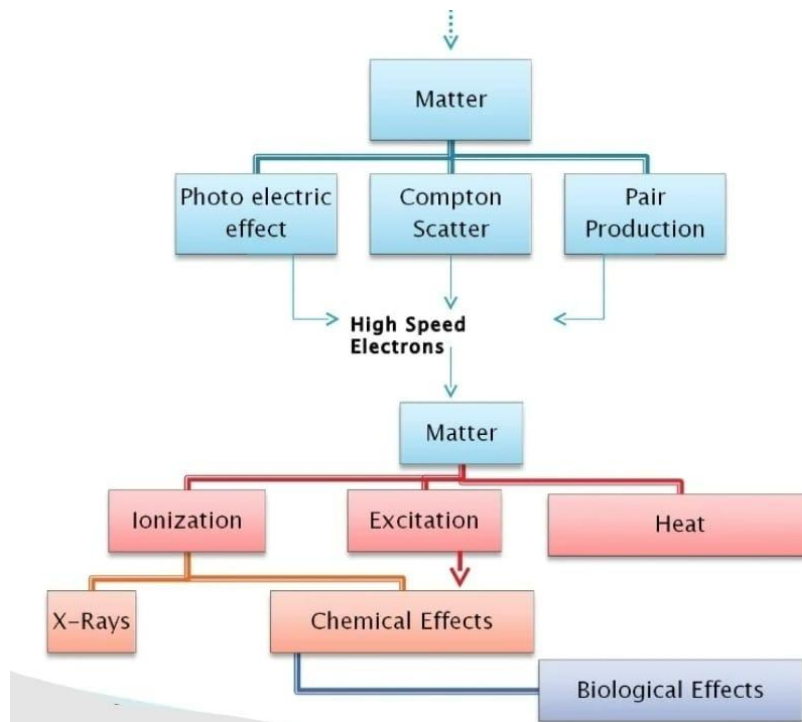 Matter
Photo electric
effect
Compton
Scatter
Pair
Production
High Speed
Electrons
Matter
Ionization
Excitation
Heat
X-Rays
Chemical Effects
Biological Effects